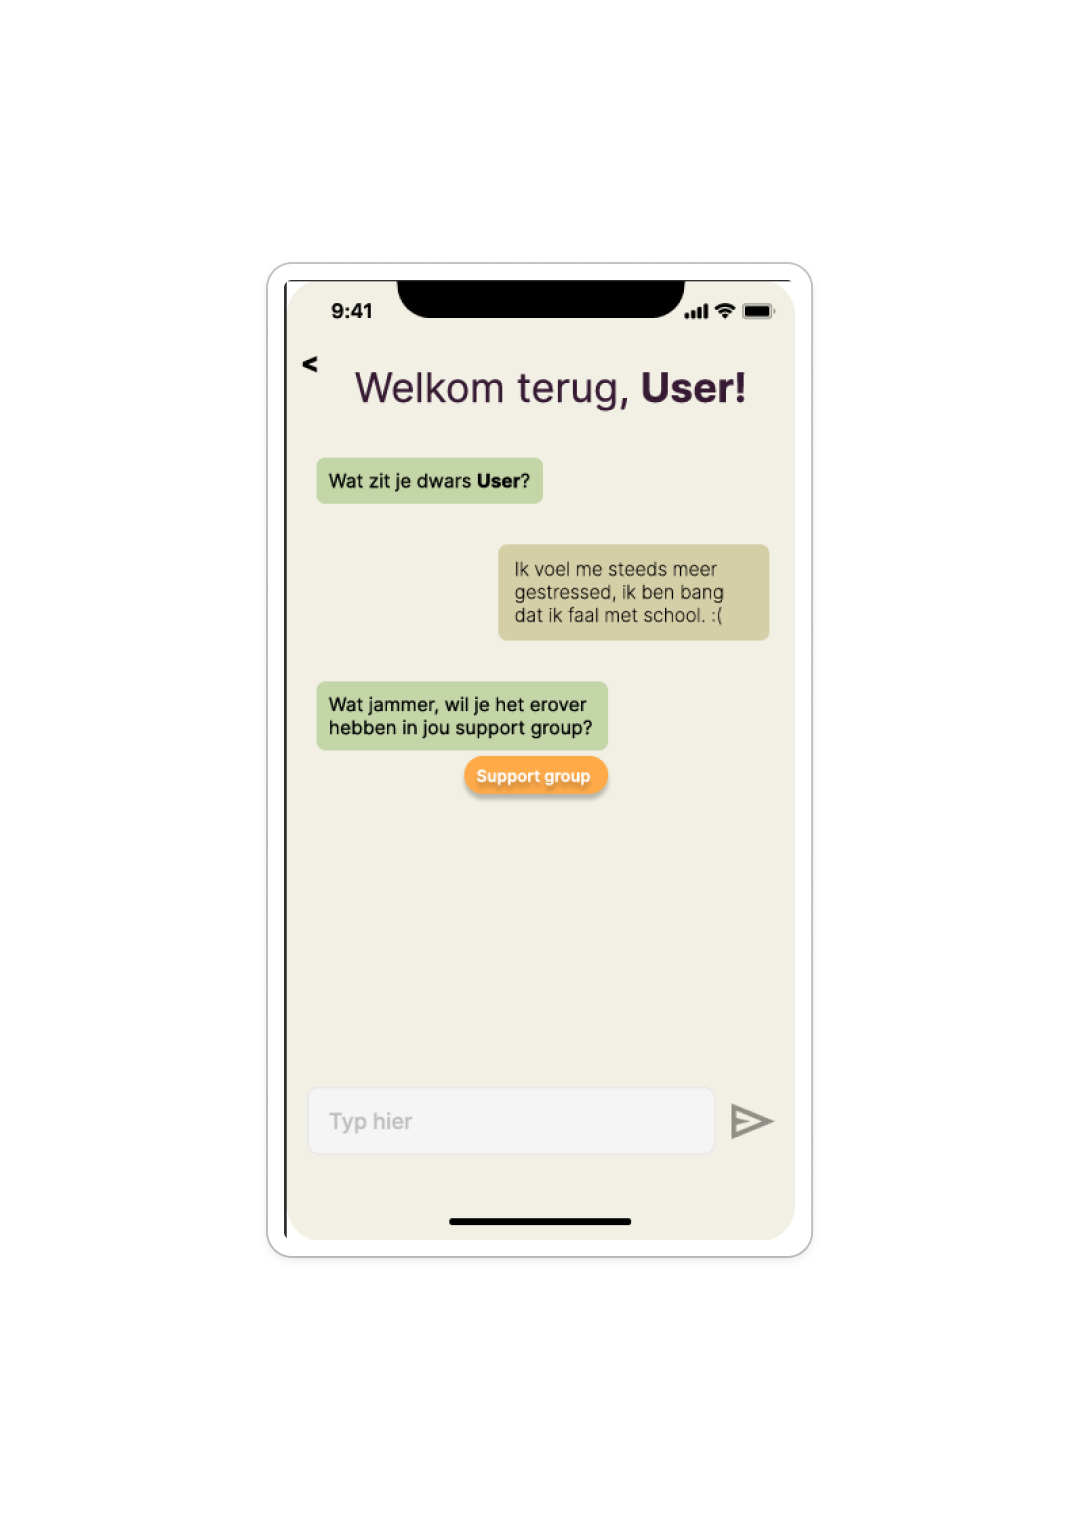 9:41
<
Welkom terug, User!
Wat zit je dwars User?
Ik voel me steeds meer
gestressed, ik ben bang
dat ik faal met school. :(
Wat jammer, wil je het erover
hebben in jou support group?
Support group
Typ hier